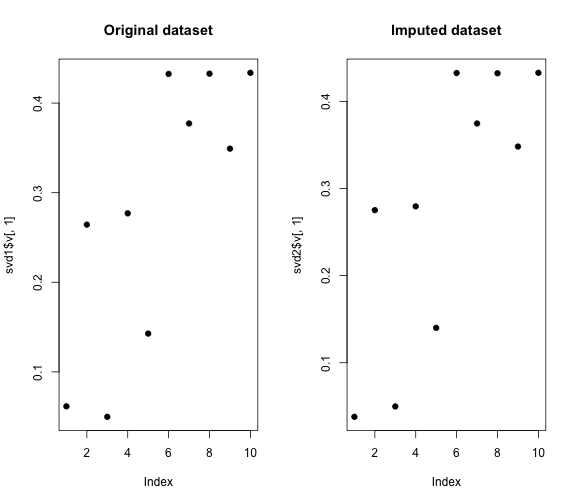 Original dataset
svd1$v[, 1]
0.4
0.3
0.2
0.1
2 4 6 8 10
Index
Imputed dataset
svd2$v[, 1]
0.4
0.3
0.2
0.1
2 4 6 8 10
Index